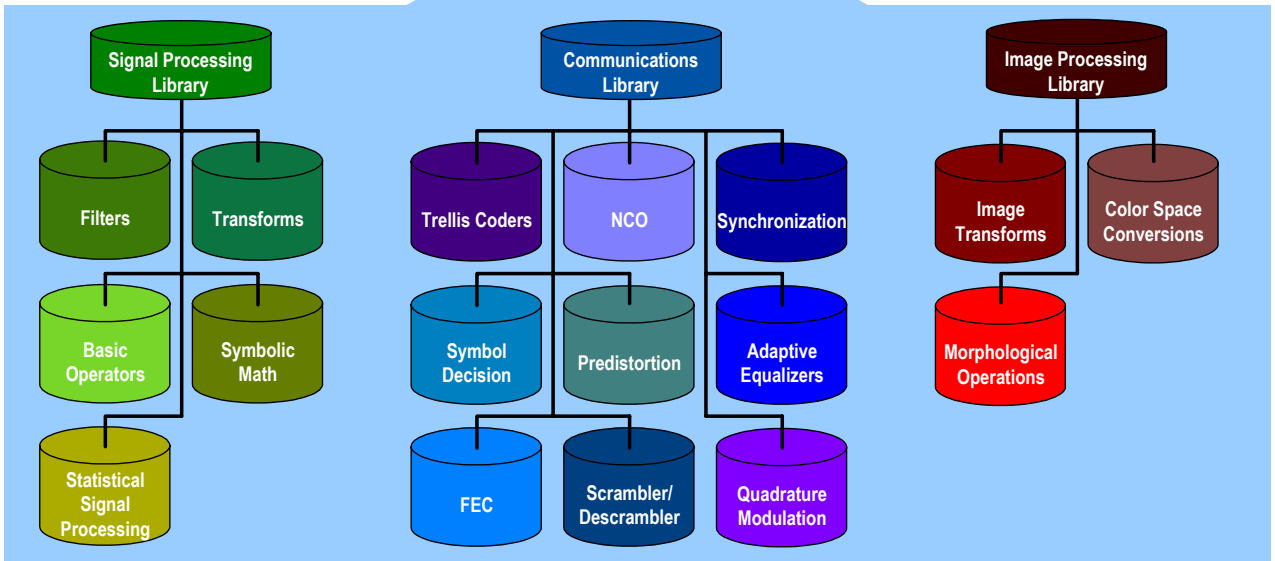 Signal Processing
Library
Filters
Transforms
Basic
Operators
Symbolic
Math
Statistical
Signal
Processing
Communications
Library
Trellis Coders
NCO
Synchronization
Symbol
Decision
Predistortion
Adaptive
Equalizers
FEC
Scrambler/
Descrambler
Quadrature
Modulation
Image Processing
Library
Image
Transforms
Color Space
Conversions
Morphological
Operations